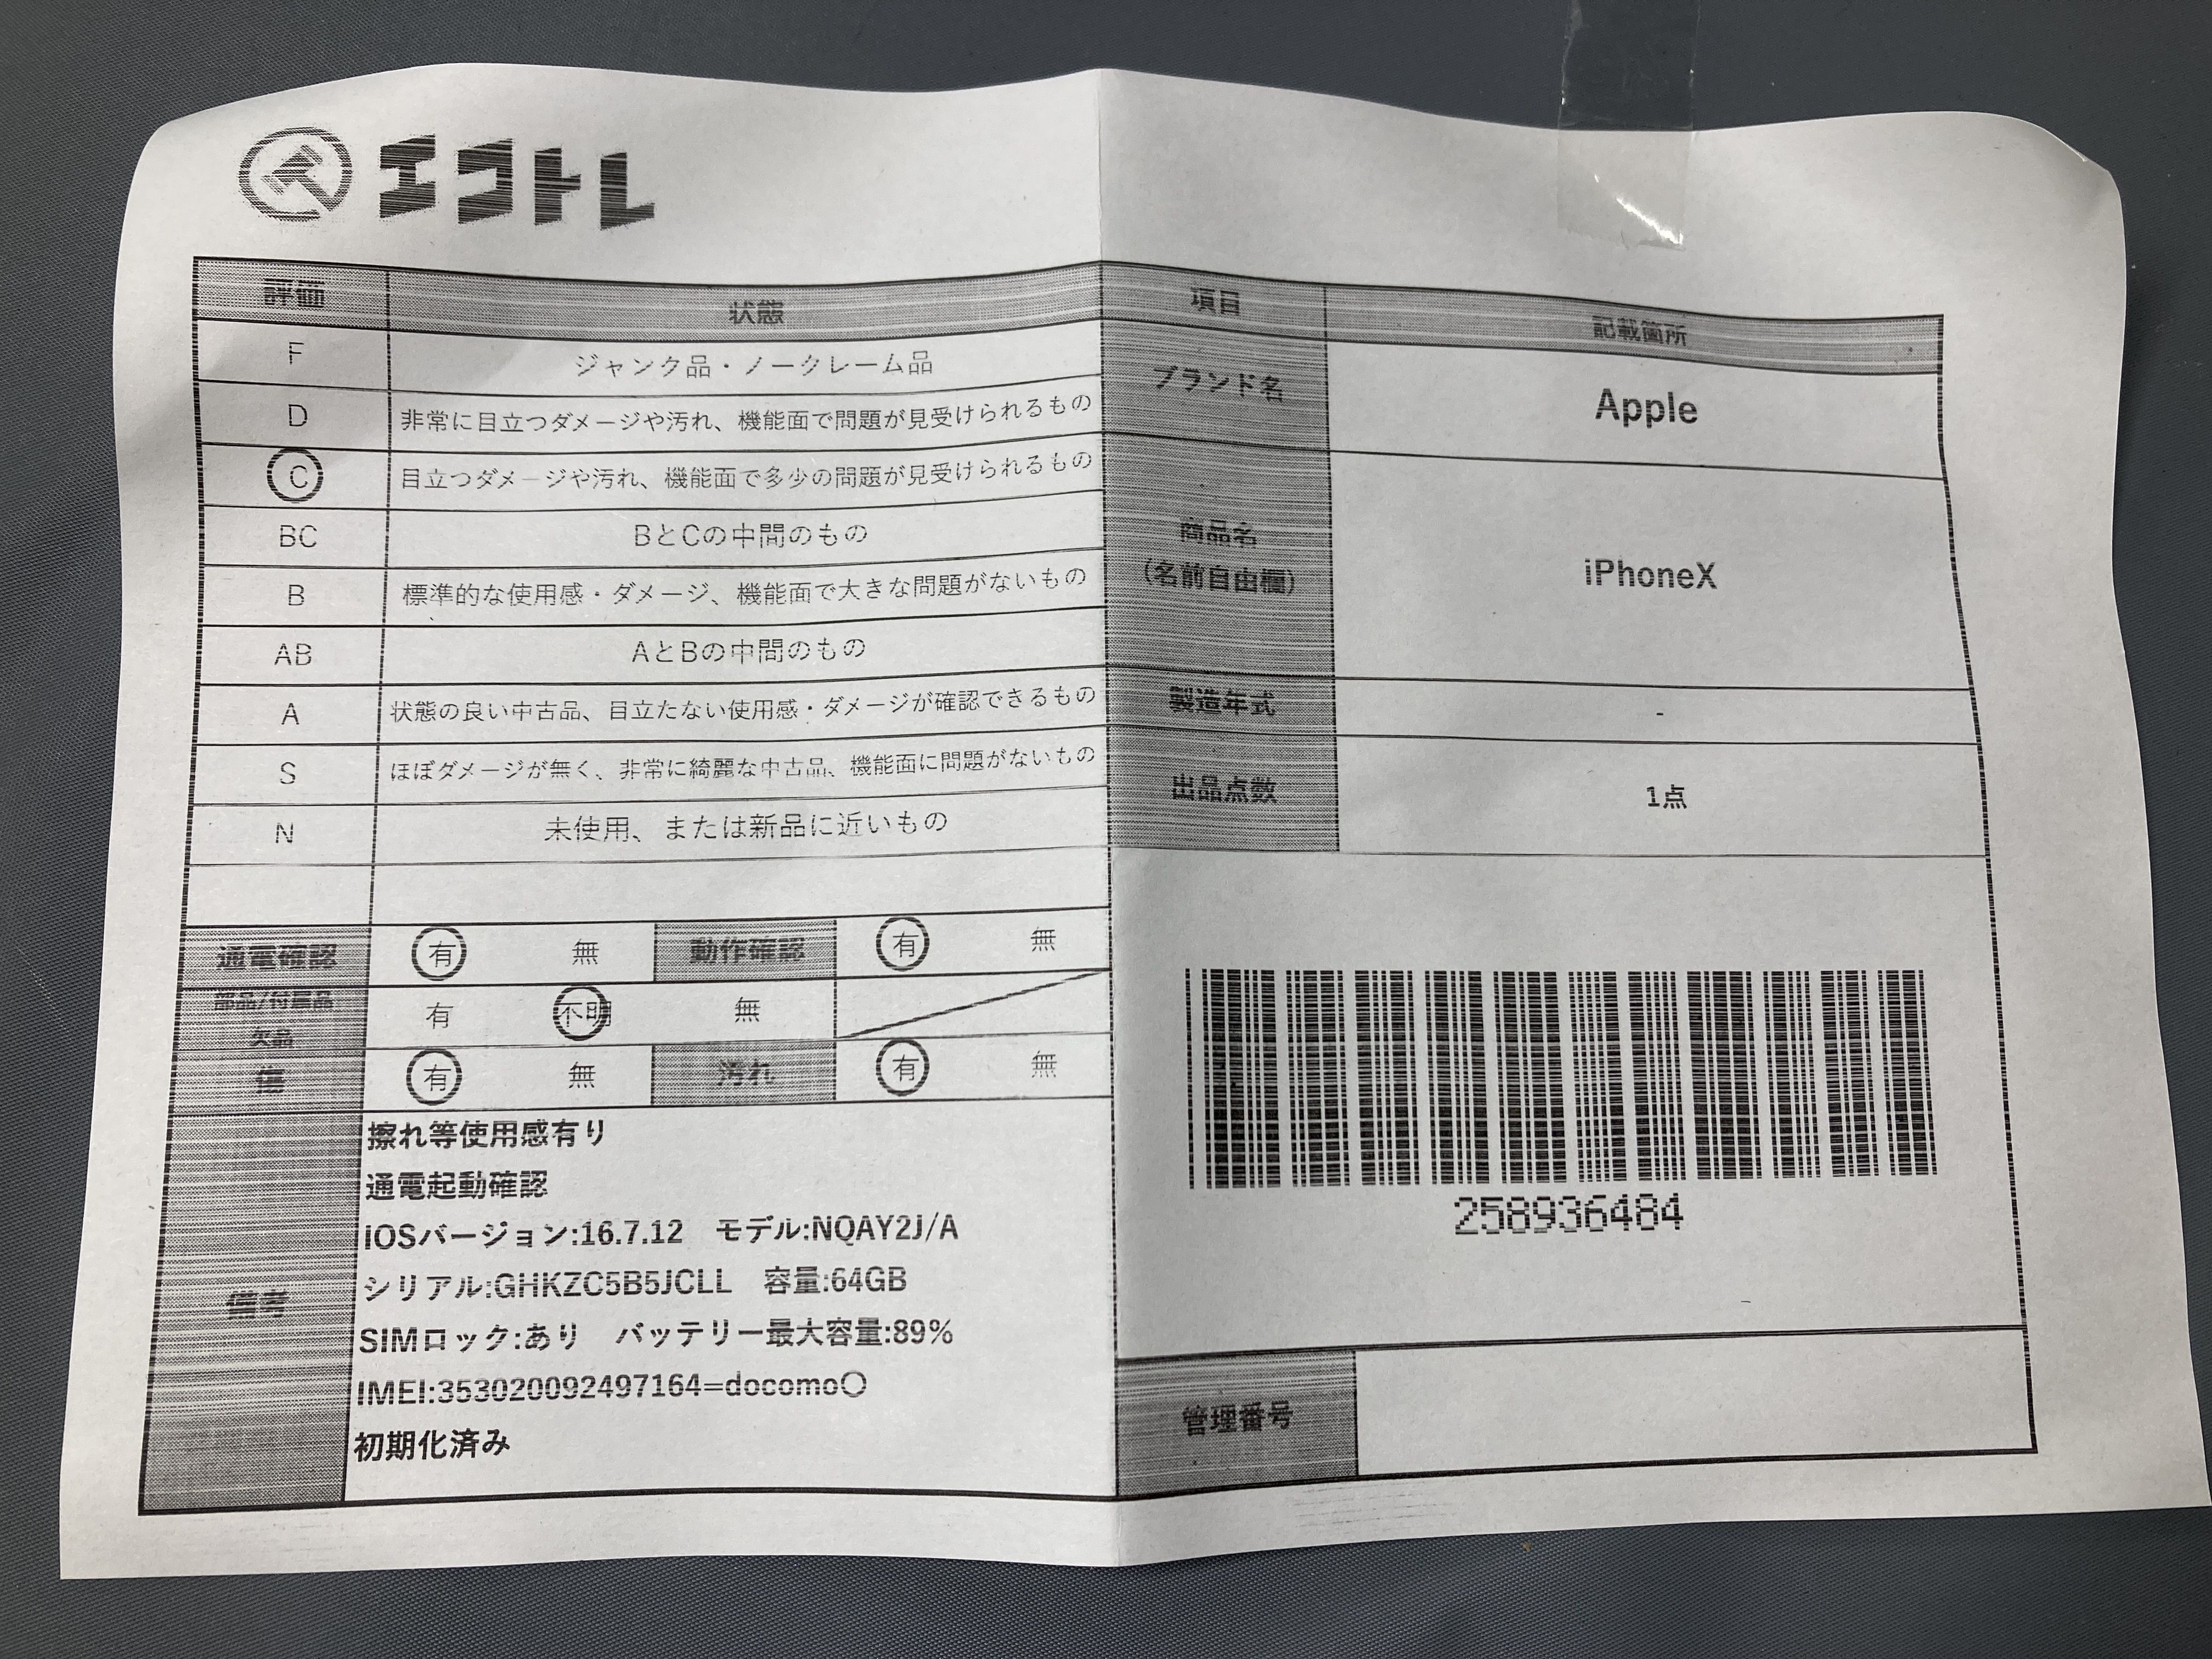 エコトレ
評価 状態
F ジャンク品・ノークレーム品
D 非常に目立つダメージや汚れ、機能面で問題が見受けられるもの
C 目立つダメージや汚れ、機能面で多少の問題が見受けられるもの
BC BとCの中間のもの
B 標準的な使用感・ダメージ、機能面で大きな問題がないもの
AB AとBの中間のもの
A 状態の良い中古品、目立たない使用感・ダメージが確認できるもの
S ほぼダメージが無く、非常に綺麗な中古品、機能面に問題がないもの
N 未使用、または新品に近いもの
通電確認 有 無 動作確認 有 無
部品/付属品
欠品 有 不明 無
傷 有 無 汚れ 有 無
備考
擦れ等使用感有り
通電起動確認
iOSバージョン:16.7.12 モデル:NQAY2J/A
シリアル:GHKZC5B5JCLL 容量:64GB
SIMロック:あり バッテリー最大容量:89%
IMEI:353020092497164=docomo〇
初期化済み
項目 記載箇所
ブランド名 Apple
商品名
(名前自由欄) iPhoneX
製造年式 -
出品点数 1点
258936484
管理番号